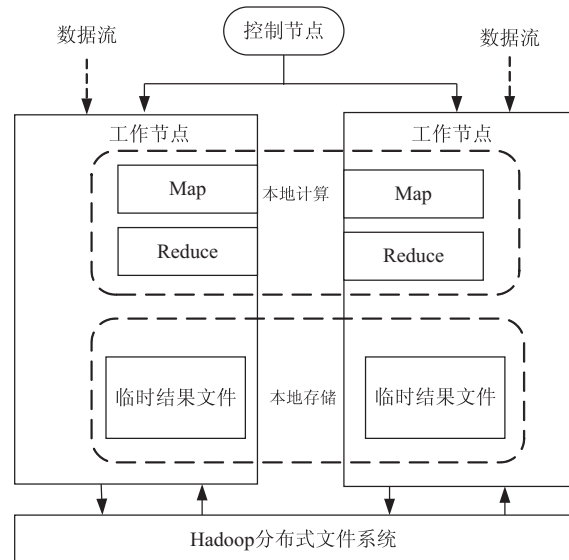 控制节点
数据流
数据流
工作节点
工作节点
Map
本地计算
Map
Reduce
Reduce
临时结果文件
本地存储
临时结果文件
Hadoop分布式文件系统